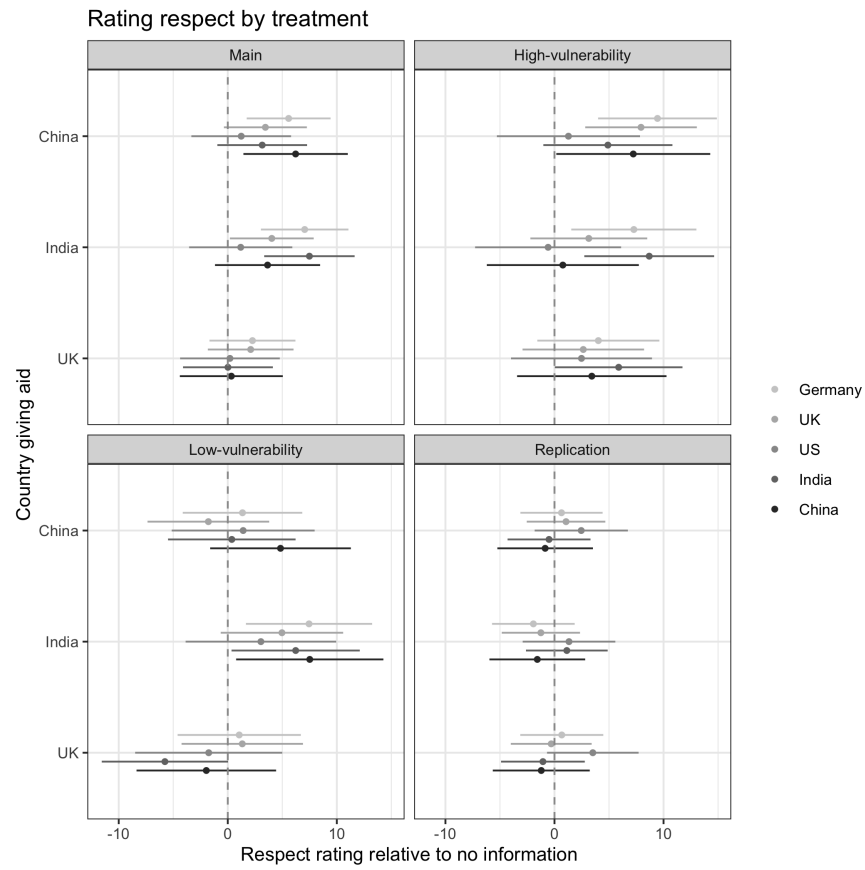 Rating respect by treatment
Main
High-vulnerability
China
India
UK
Low-vulnerability
Replication
China
India
UK
-10
0
10
-10
0
10
Respect rating relative to no information
Country giving aid
Germany
UK
US
India
China